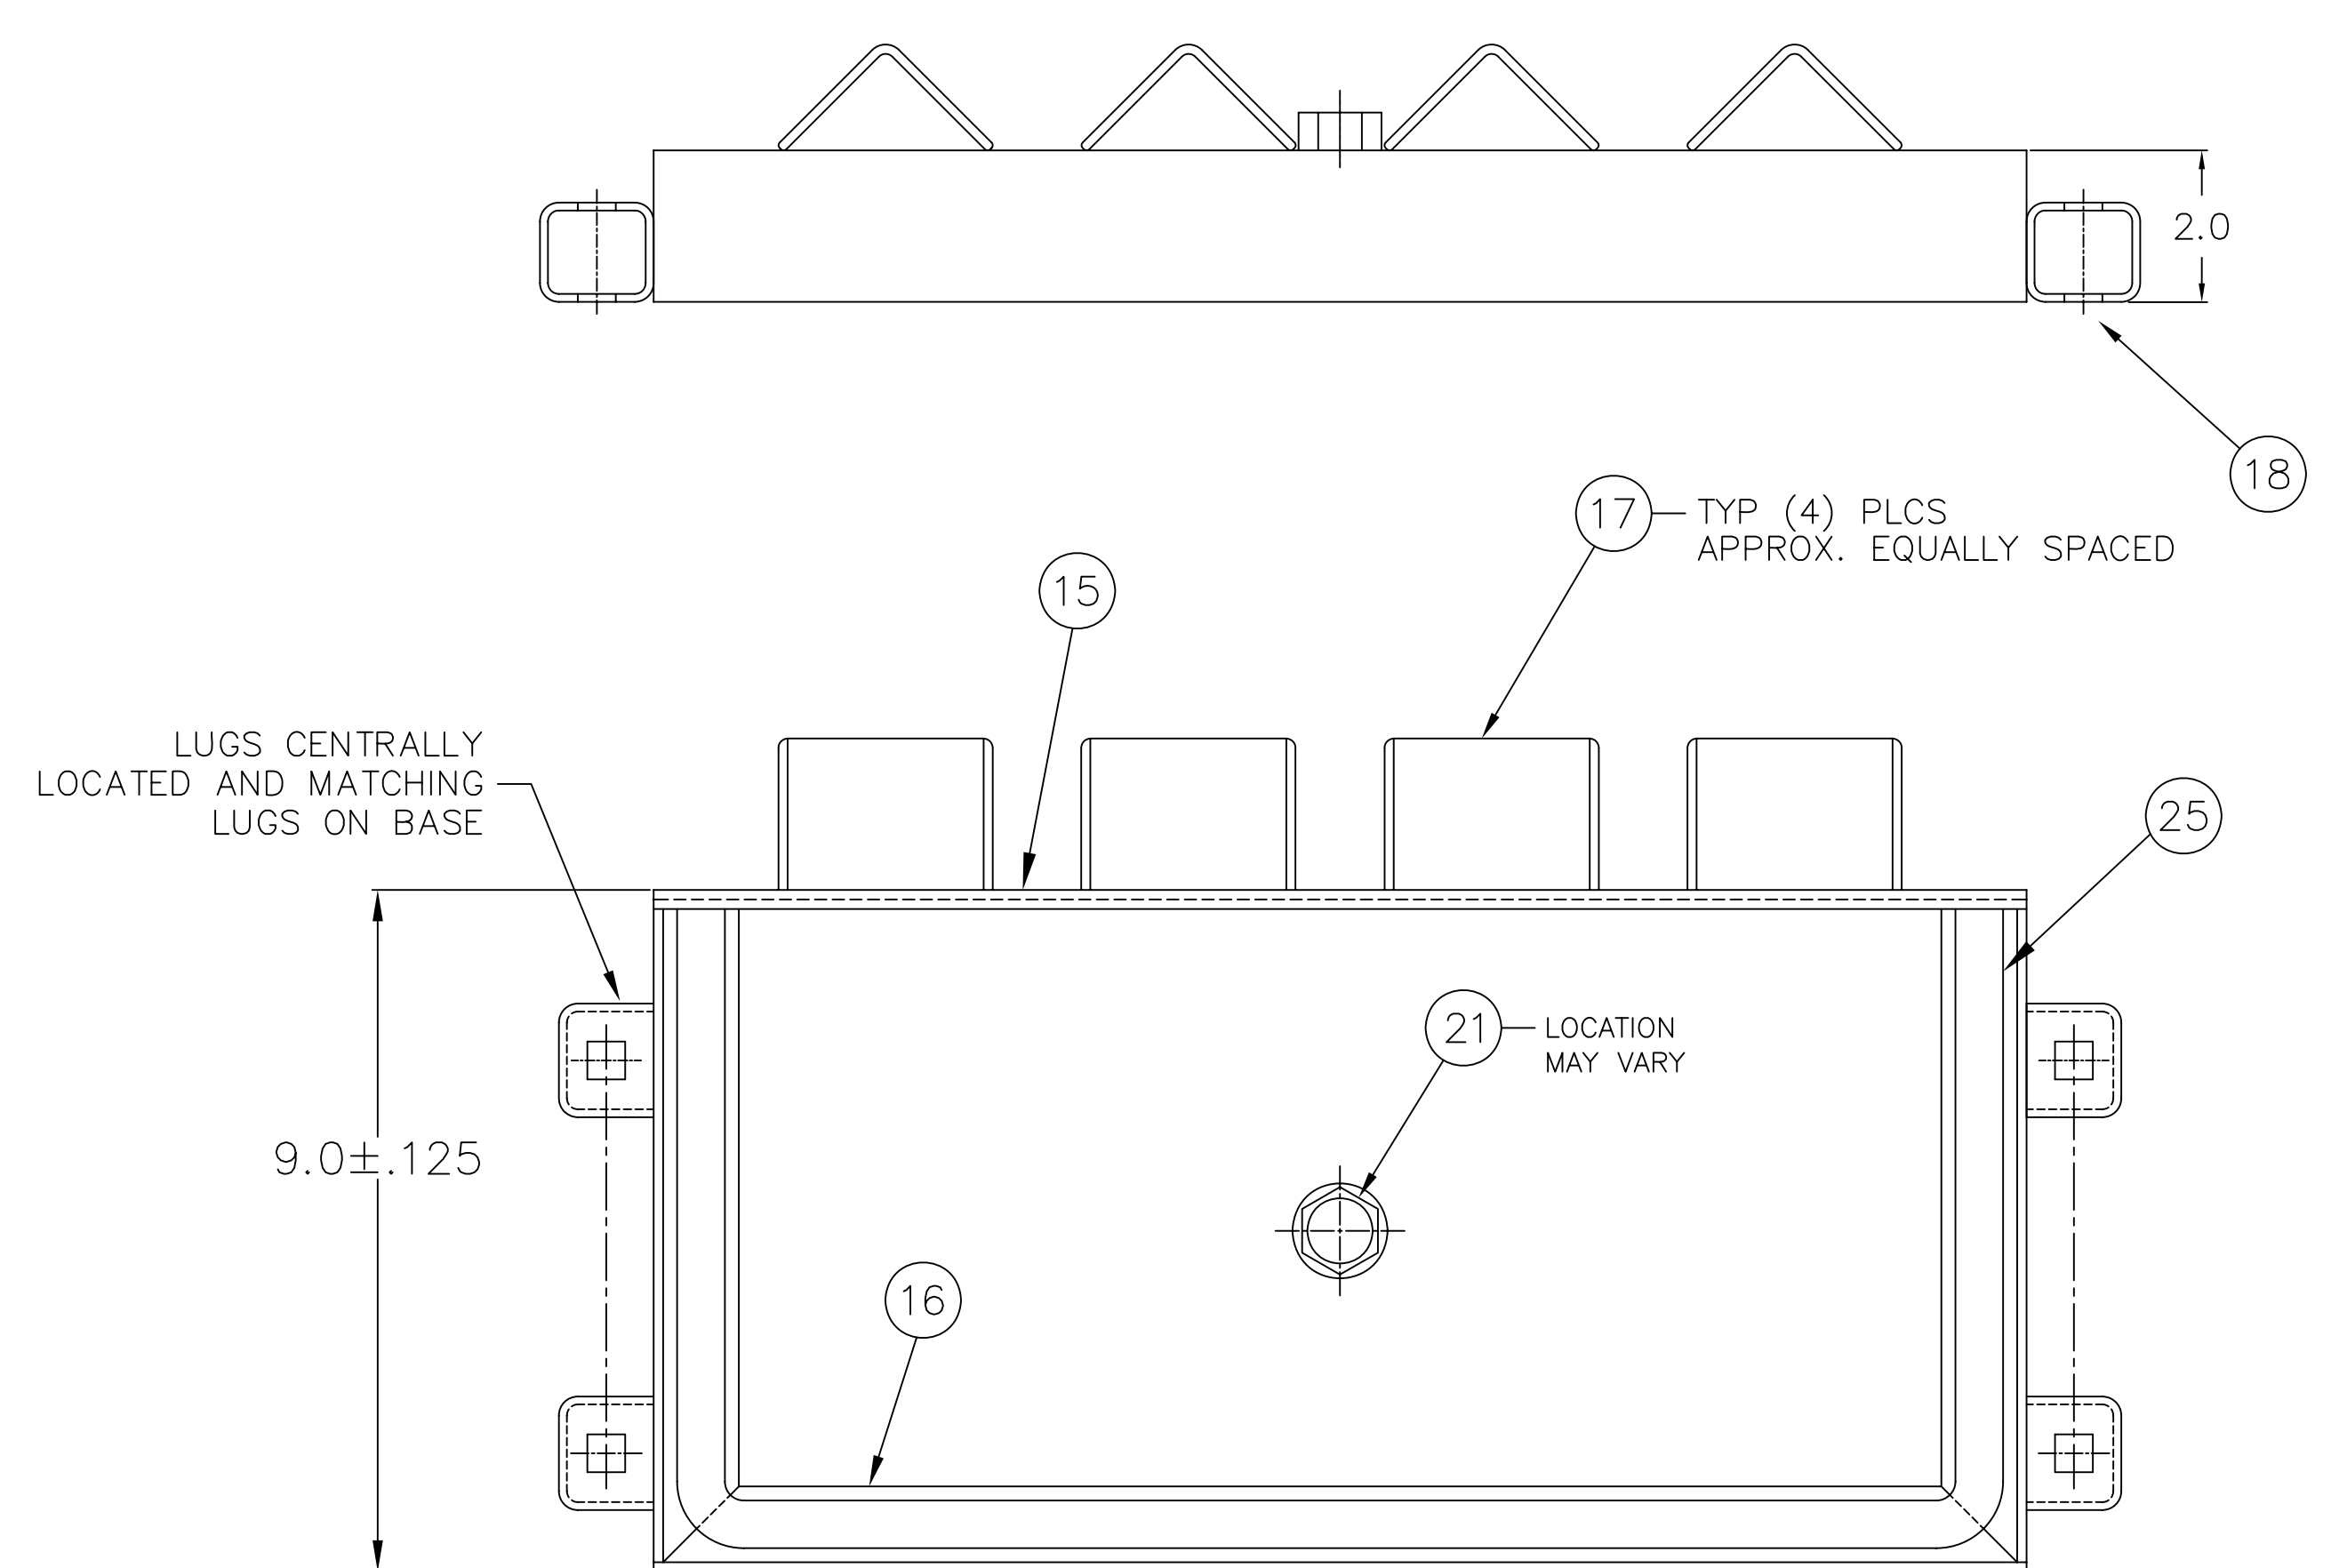 2.0
18
17 TYP (4) PLCS
APPROX. EQUALLY SPACED
15
LUGS CENTRALLY
LOCATED AND MATCHING
LUGS ON BASE
25
21 LOCATION
MAY VARY
9.0±.125
16